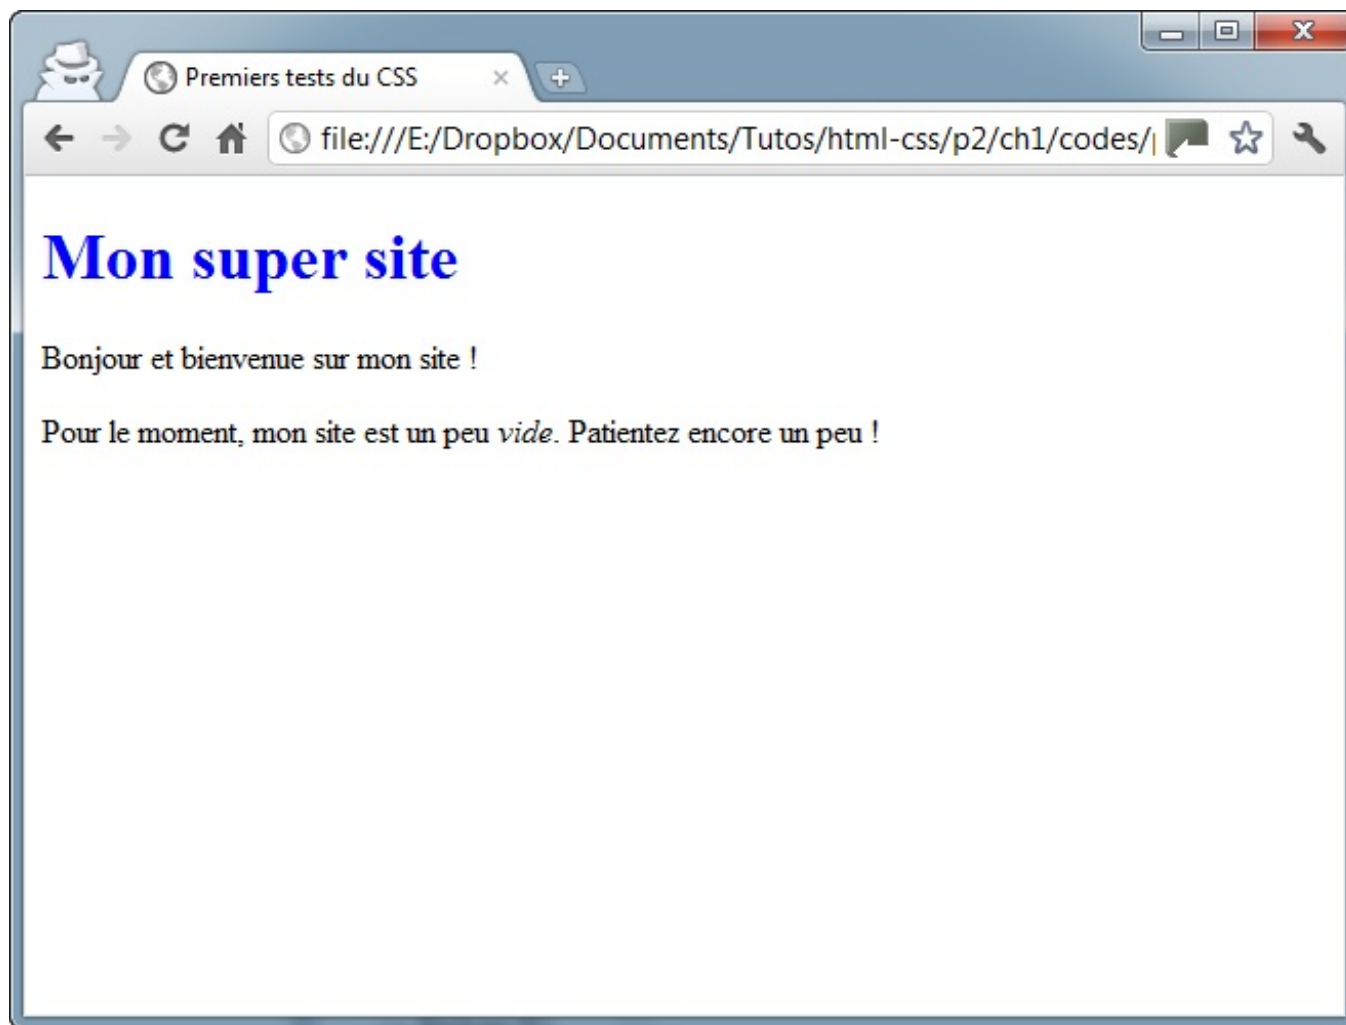 Premiers tests du CSS
file:///E:/Dropbox/Documents/Tutos/html-css/p2/ch1/codes/
Mon super site
Bonjour et bienvenue sur mon site !
Pour le moment, mon site est un peu vide. Patientez encore un peu !